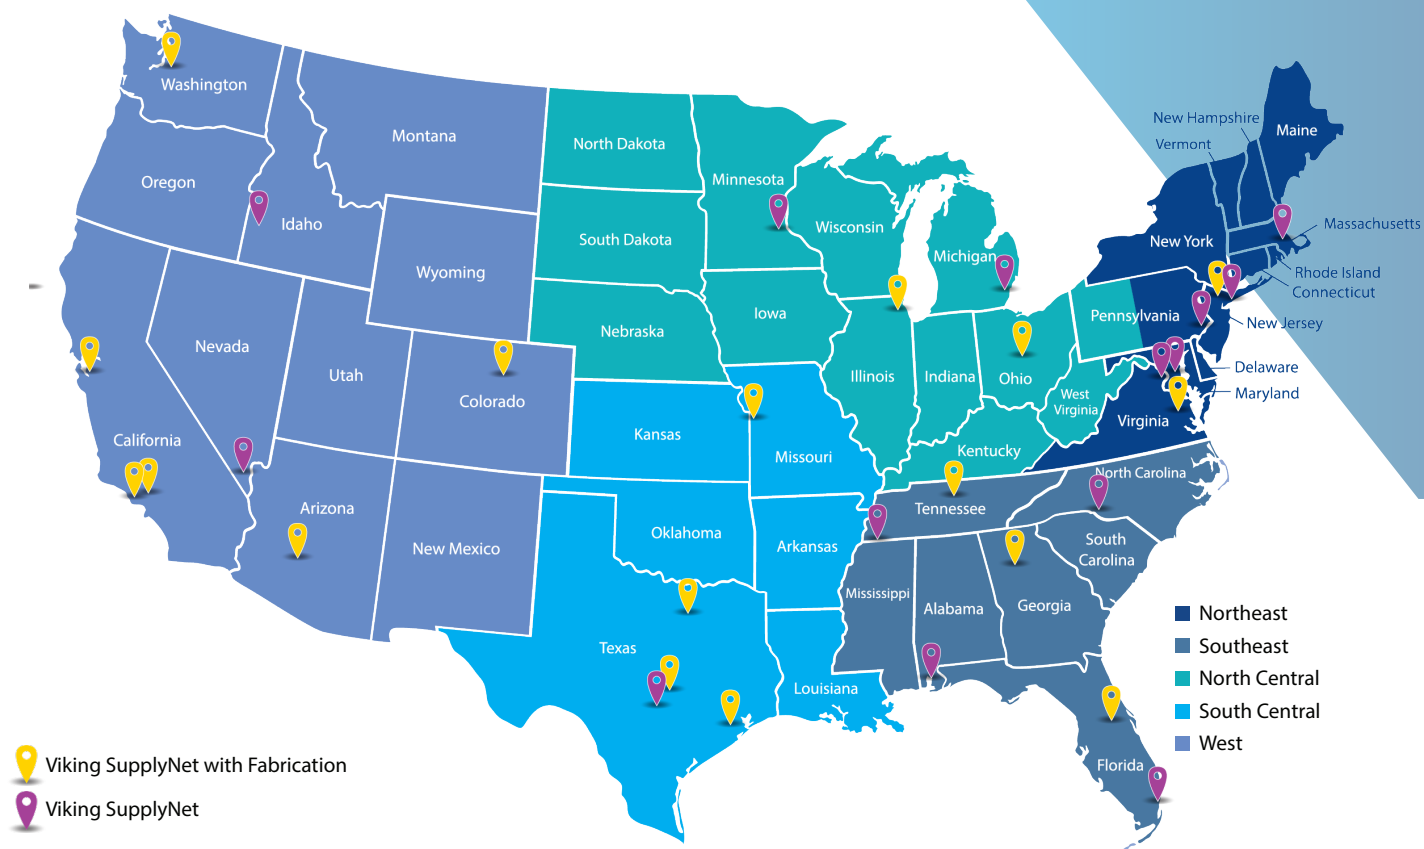 Washington
Montana
North Dakota
Minnesota
New Hampshire
Vermont
Maine
Oregon
Idaho
South Dakota
Wisconsin
Michigan
New York
Massachusetts
Rhode Island
Connecticut
Wyoming
Nebraska
Iowa
Pennsylvania
New Jersey
Nevada
Utah
Colorado
Illinois
Indiana
Ohio
West
Virginia
Delaware
Maryland
Virginia
California
Kansas
Missouri
Kentucky
North Carolina
Arizona
New Mexico
Oklahoma
Arkansas
Tennessee
South
Carolina
Mississippi
Alabama
Georgia
Texas
Louisiana
Florida
Northeast
Southeast
North Central
South Central
West
Viking SupplyNet with Fabrication
Viking SupplyNet